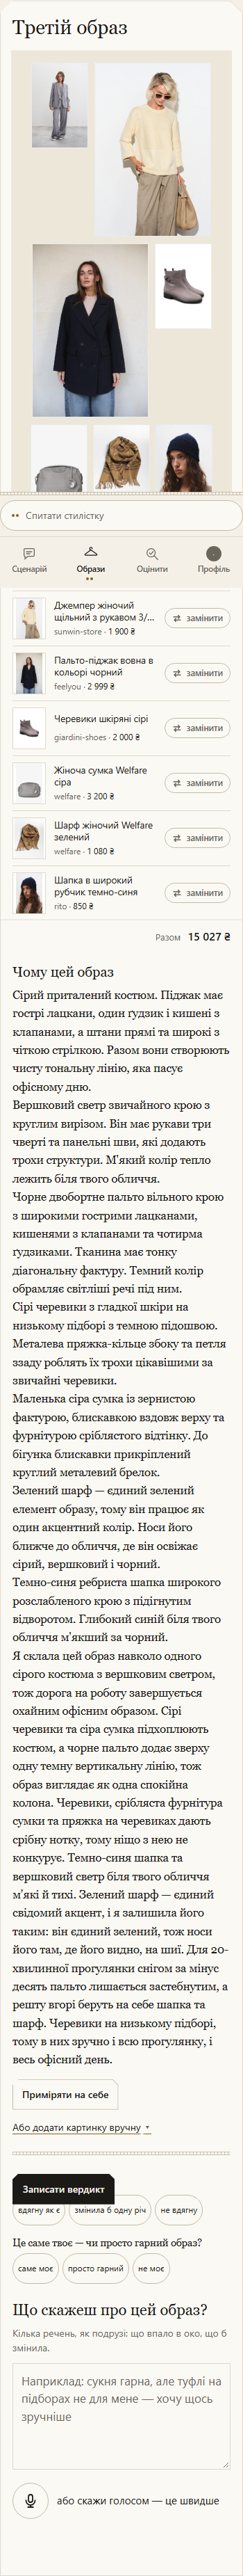 Третій образ
Спитати стилістку
Сценарій
Образи
Оцінити
Профіль
Джемпер жіночий
щільний з рукавом 3/...
sunwin-store · 1 900 ₴
замінити
Пальто-піджак вовна в
кольорі чорний
feelyou · 2 999 ₴
замінити
Черевики шкіряні сірі
giardini-shoes · 2 000 ₴
замінити
Жіноча сумка Welfare
сіра
welfare · 3 200 ₴
замінити
Шарф жіночий Welfare
зелений
welfare · 1 080 ₴
замінити
Шапка в широкий
рубчик темно-синя
rito · 850 ₴
замінити
Разом 15 027 ₴
Чому цей образ
Сірий приталений костюм. Піджак має
гострі лацкани, один ґудзик і кишені з
клапанами, а штани прямі та широкі з
чіткою стрілкою. Разом вони створюють
чисту тональну лінію, яка пасує
офісному дню.
Вершковий светр звичайного крою з
круглим вирізом. Він має рукави три
чверті та панельні шви, які додають
трохи структури. М'який колір тепло
лежить біля твого обличчя.
Чорне двобортне пальто вільного крою
з широкими гострими лацканами,
кишенями з клапанами та чотирма
ґудзиками. Тканина має тонку
діагональну фактуру. Темний колір
обрамляє світліші речі під ним.
Сірі черевики з гладкої шкіри на
низькому підборі з темною підошвою.
Металева пряжка-кільце збоку та петля
ззаду роблять їх трохи цікавішими за
звичайні черевики.
Маленька сіра сумка із зернистою
фактурою, блискавкою вздовж верху та
фурнітурою сріблястого відтінку. До
бігунка блискавки прикріплений
круглий металевий брелок.
Зелений шарф — єдиний зелений
елемент образу, тому він працює як
один акцентний колір. Носи його
ближче до обличчя, де він освіжає
сірий, вершковий і чорний.
Темно-синя ребриста шапка широкого
розслабленого крою з підігнутим
відворотом. Глибокий синій біля твого
обличчя м'якший за чорний.
Я склала цей образ навколо одного
сірого костюма з вершковим светром,
тож дорога на роботу завершується
охайним офісним образом. Сірі
черевики та сіра сумка підхоплюють
костюм, а чорне пальто додає зверху
одну темну вертикальну лінію, тож
образ виглядає як одна спокійна
колона. Черевики, срібляста фурнітура
сумки та пряжка на черевиках дають
срібну нотку, тому ніщо з нею не
конкурує. Темно-синя шапка та
вершковий светр біля твого обличчя
м'які й тихі. Зелений шарф — єдиний
свідомий акцент, і я залишила його
таким: він єдиний зелений, тож носи
його там, де його видно, на шиї. Для 20-
хвилинної прогулянки снігом за мінус
десять пальто лишається застебнутим, а
решту вгорі беруть на себе шапка та
шарф. Черевики на низькому підборі,
тому в них зручно і всю прогулянку, і
весь офісний день.
Приміряти на себе
Або додати картинку вручну
Записати вердикт
вдягну як є
змінила б одну річ
не вдягну
Це саме твоє — чи просто гарний образ?
саме моє
просто гарний
не моє
Що скажеш про цей образ?
Кілька речень, як подрузі: що впало в око, що б
змінила.
Наприклад: сукня гарна, але туфлі на
підборах не для мене — хочу щось
зручніше
або скажи голосом — це швидше